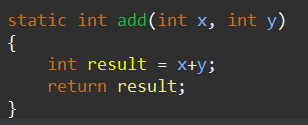 static int add(int x, int y)
{
    int result = x+y;
    return result;
}